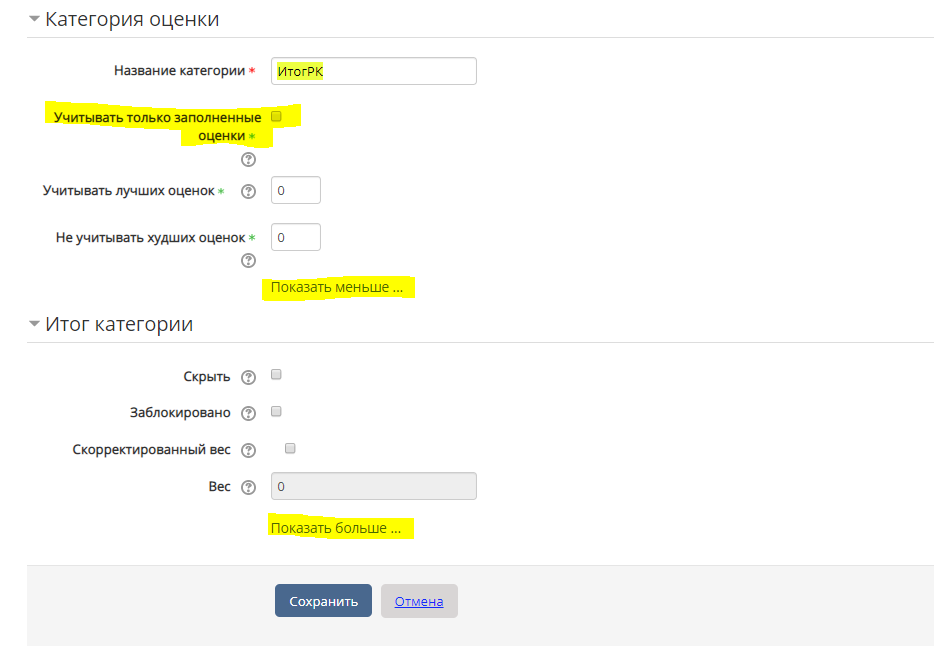 Категория оценки
Название категории * ИтогРК
Учитывать только заполненные
оценки *
Учитывать лучших оценок * 0
Не учитывать худших оценок * 0
Показать меньше ...
Итог категории
Скрыть
Заблокировано
Скорректированный вес
Вес 0
Показать больше ...
Сохранить Отмена